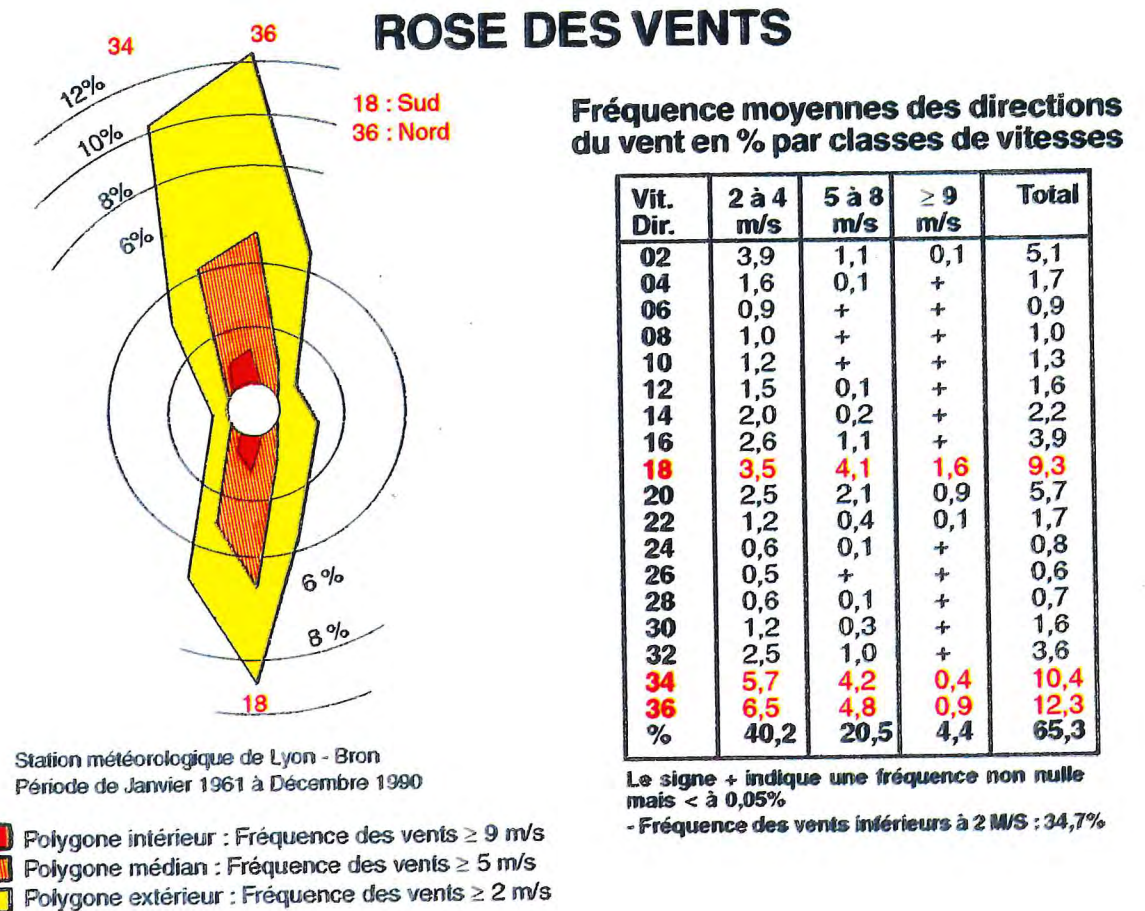 ROSE DES VENTS
34
36
12%
10%
8%
6%
18 : Sud
36 : Nord
6 %
8 %
18
Station météorologique de Lyon - Bron
Période de Janvier 1961 à Décembre 1990
Polygone intérieur : Fréquence des vents ≥ 9 m/s
Polygone médian : Fréquence des vents ≥ 5 m/s
Polygone extérieur : Fréquence des vents ≥ 2 m/s
Fréquence moyennes des directions
du vent en % par classes de vitesses
Vit. 2 à 4 5 à 8 ≥ 9 Total
Dir. m/s m/s m/s
02 3,9 1,1 0,1 5,1
04 1,6 0,1 + 1,7
06 0,9 + + 0,9
08 1,0 + + 1,0
10 1,2 + + 1,3
12 1,5 0,1 + 1,6
14 2,0 0,2 + 2,2
16 2,6 1,1 + 3,9
18 3,5 4,1 1,6 9,3
20 2,5 2,1 0,9 5,7
22 1,2 0,4 0,1 1,7
24 0,6 0,1 + 0,8
26 0,5 + + 0,6
28 0,6 0,1 + 0,7
30 1,2 0,3 + 1,6
32 2,5 1,0 + 3,6
34 5,7 4,2 0,4 10,4
36 6,5 4,8 0,9 12,3
% 40,2 20,5 4,4 65,3
Le signe + indique une fréquence non nulle
mais < à 0,05%
- Fréquence des vents inférieurs à 2 M/S : 34,7%